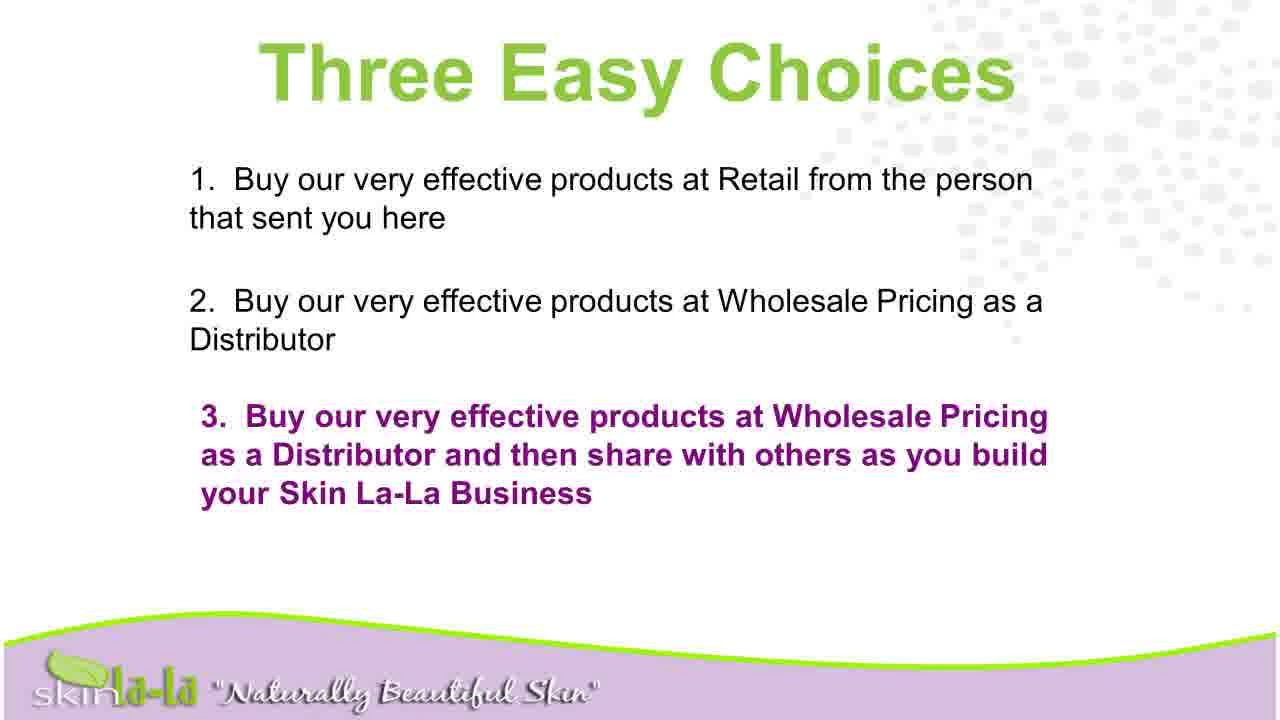 Three Easy Choices
1. Buy our very effective products at Retail from the person
that sent you here
2. Buy our very effective products at Wholesale Pricing as a
Distributor
3. Buy our very effective products at Wholesale Pricing
as a Distributor and then share with others as you build
your Skin La-La Business
skin la-la "Naturally Beautiful Skin"